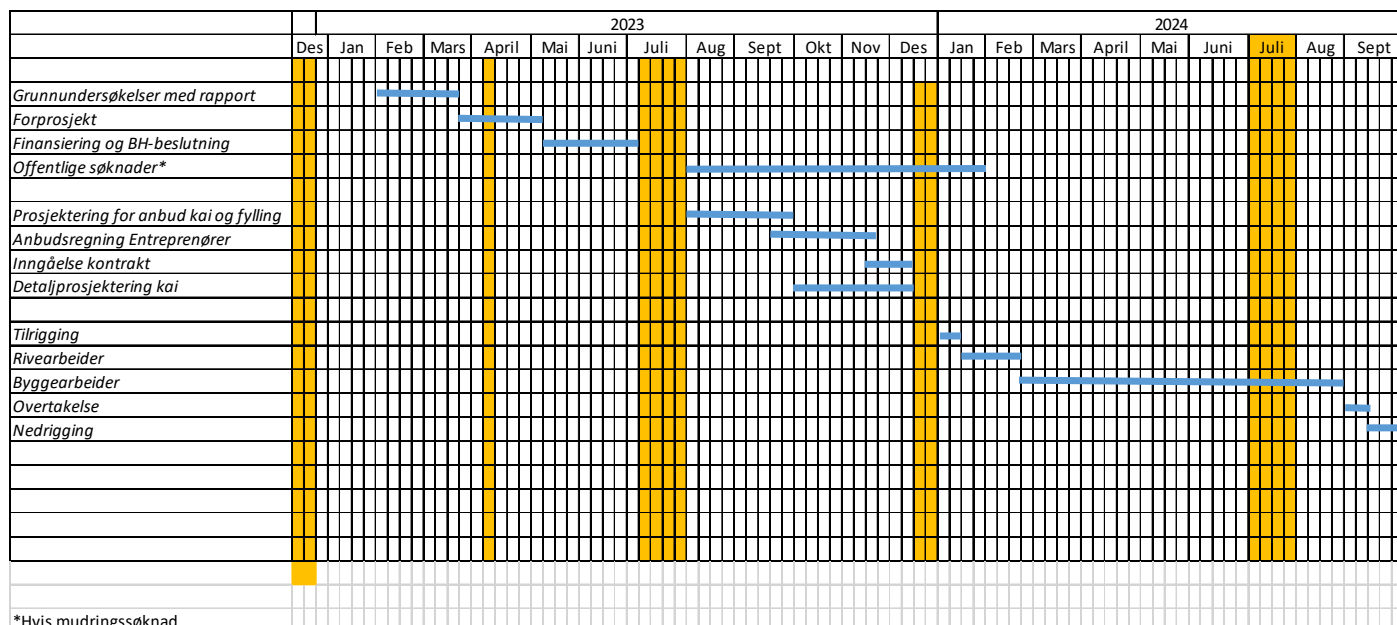 2023 2024
Des Jan Feb Mars April Mai Juni Juli Aug Sept Okt Nov Des Jan Feb Mars April Mai Juni Juli Aug Sept
Grunnundersøkelser med rapport
Forprosjekt
Finansiering og BH-beslutning
Offentlige søknader*
Prosjektering for anbud kai og fylling
Anbudsregning Entreprenører
Inngåelse kontrakt
Detaljprosjektering kai
Tilrigging
Rivearbeider
Byggearbeider
Overtakelse
Nedrigging
*Hvis mudringssøknad